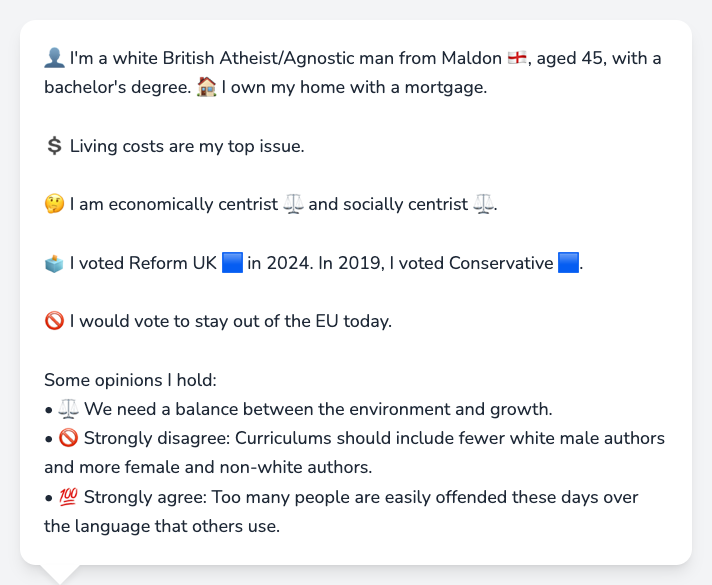 👤 I'm a white British Atheist/Agnostic man from Maldon 🏴󠁧󠁢󠁥󠁮󠁧󠁿, aged 45, with a
bachelor's degree. 🏠 I own my home with a mortgage.
💲 Living costs are my top issue.
🤔 I am economically centrist ⚖️ and socially centrist ⚖️.
🗳️ I voted Reform UK 🟦 in 2024. In 2019, I voted Conservative 🟦.
🚫 I would vote to stay out of the EU today.
Some opinions I hold:
• ⚖️ We need a balance between the environment and growth.
• 🚫 Strongly disagree: Curriculums should include fewer white male authors
and more female and non-white authors.
• 💯 Strongly agree: Too many people are easily offended these days over
the language that others use.